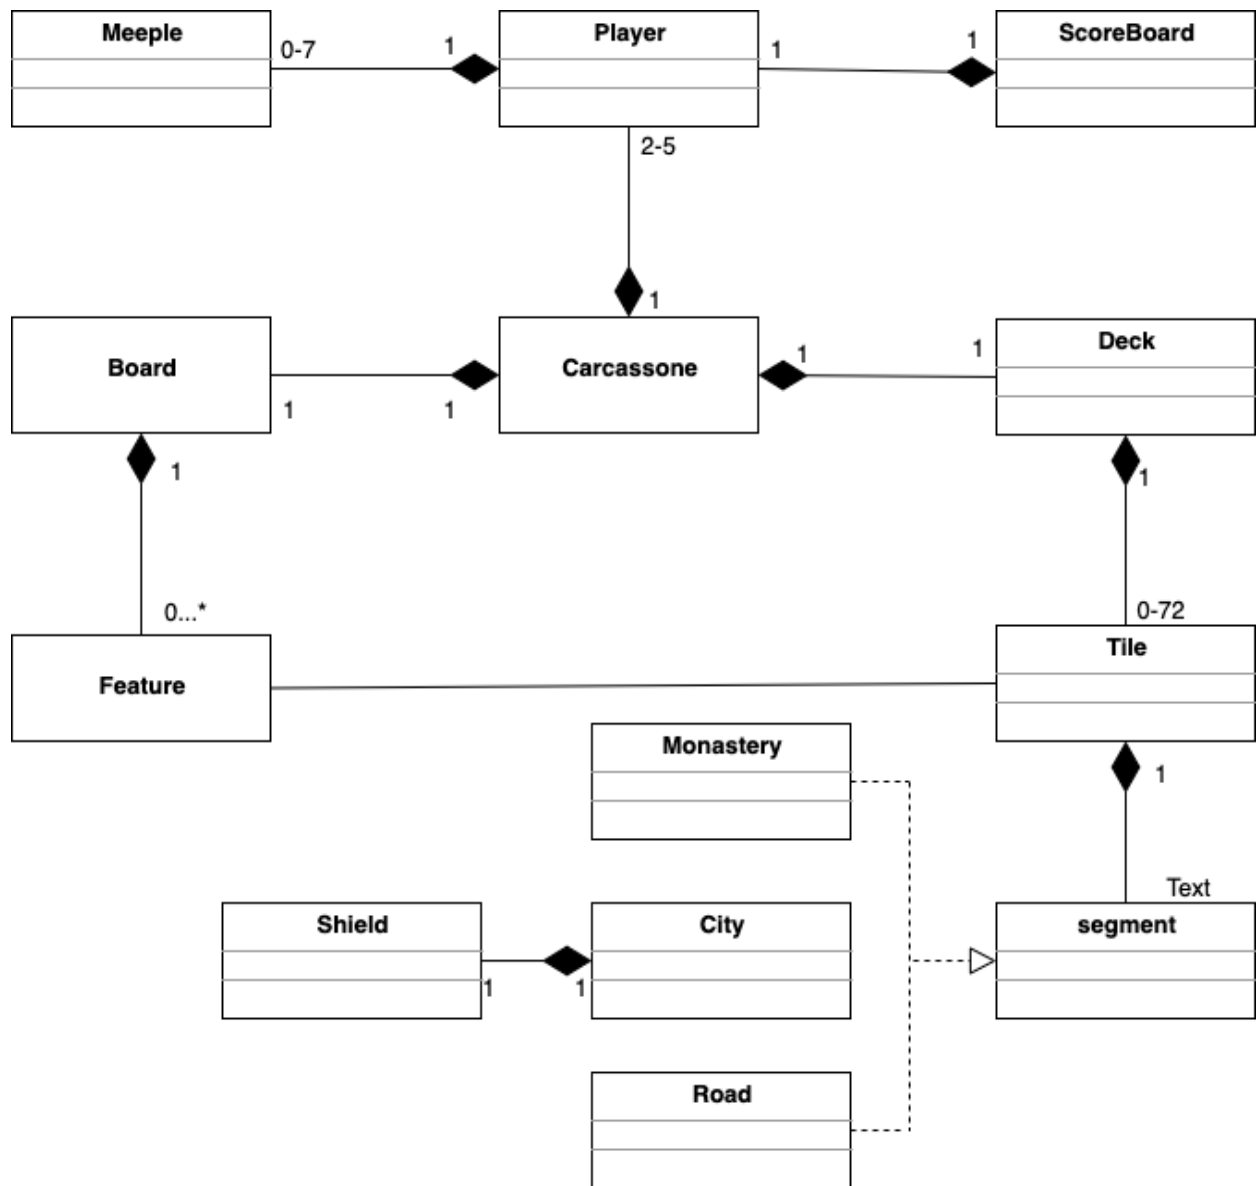 Meeple
0-7
1
Player
1
1
ScoreBoard
2-5
1
Board
1
1
Carcassone
1
1
Deck
1
1
0...*
0-72
Feature
Tile
Monastery
1
Text
Shield
1
1
City
segment
Road